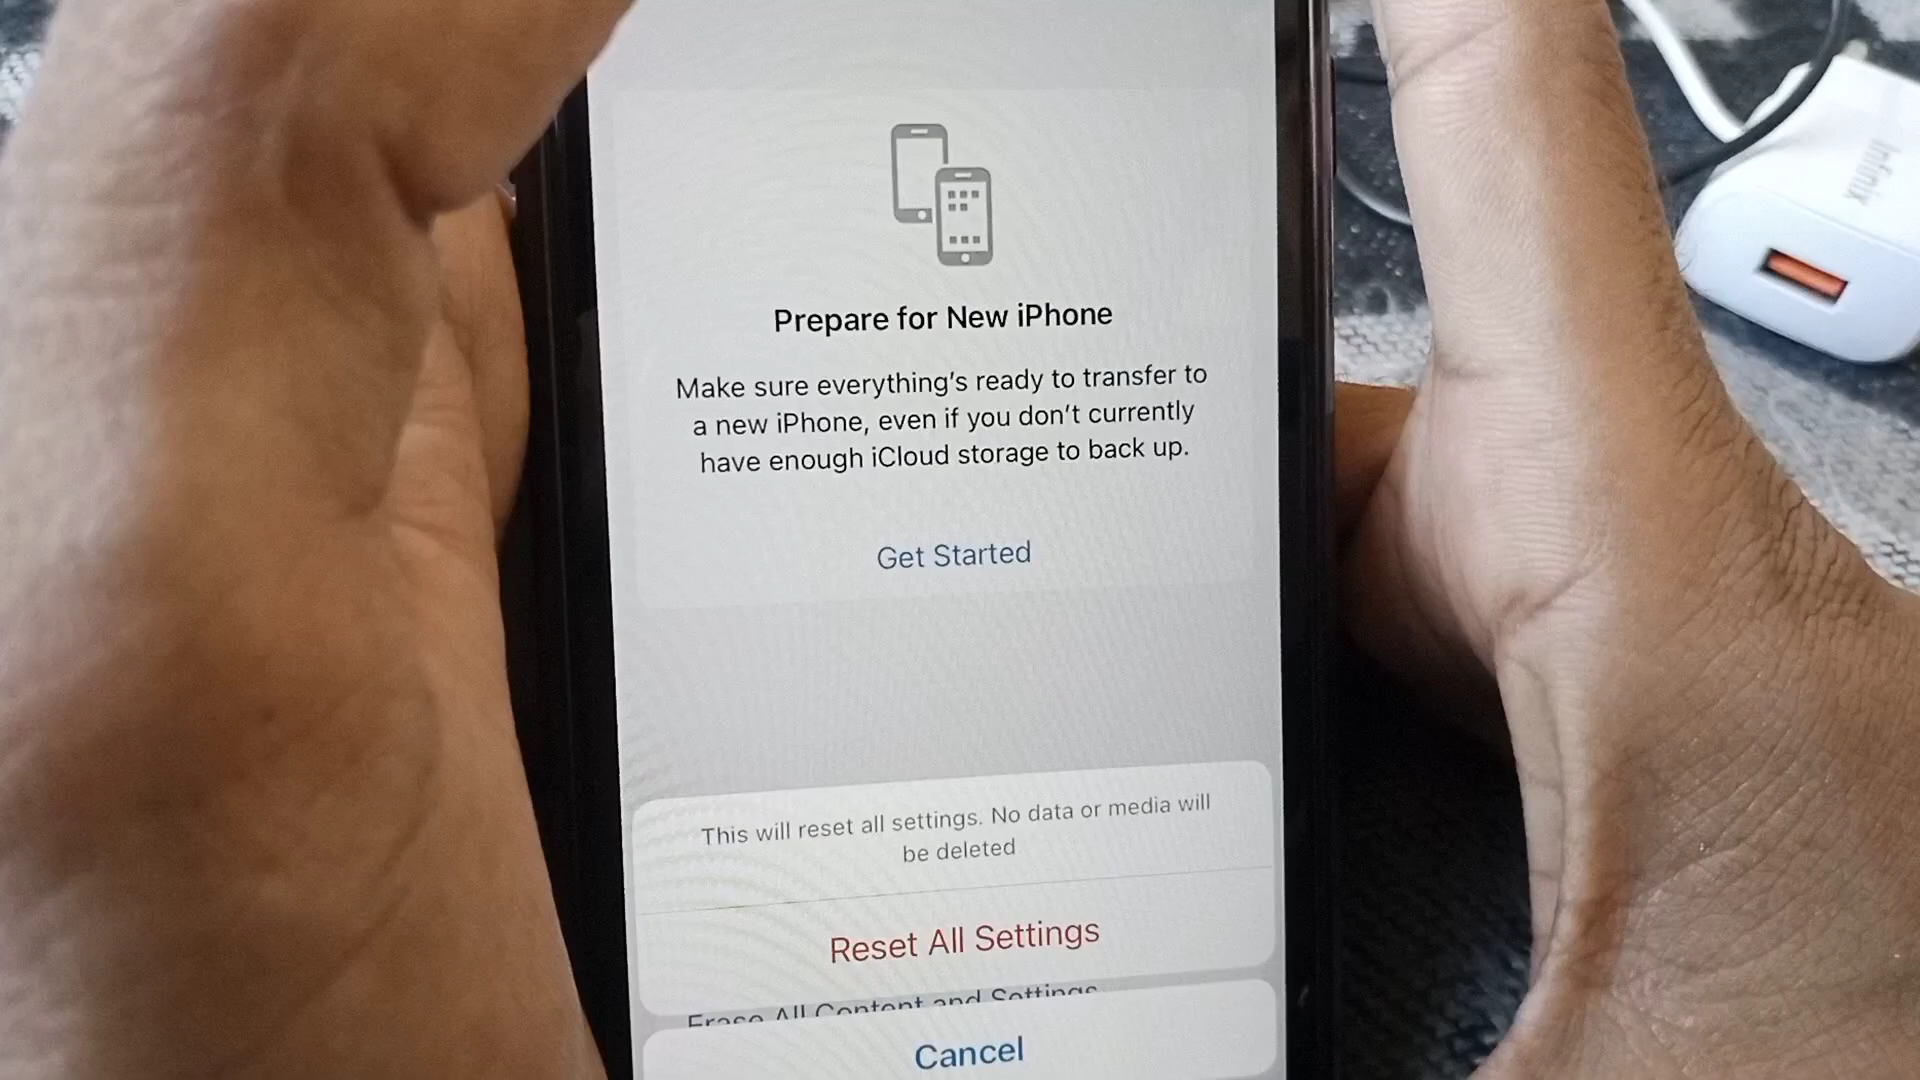 Prepare for New iPhone
Make sure everything's ready to transfer to
a new iPhone, even if you don't currently
have enough iCloud storage to back up.
Get Started
This will reset all settings. No data or media will
be deleted
Reset All Settings
Erase All Content and Settings
Cancel
Infinix